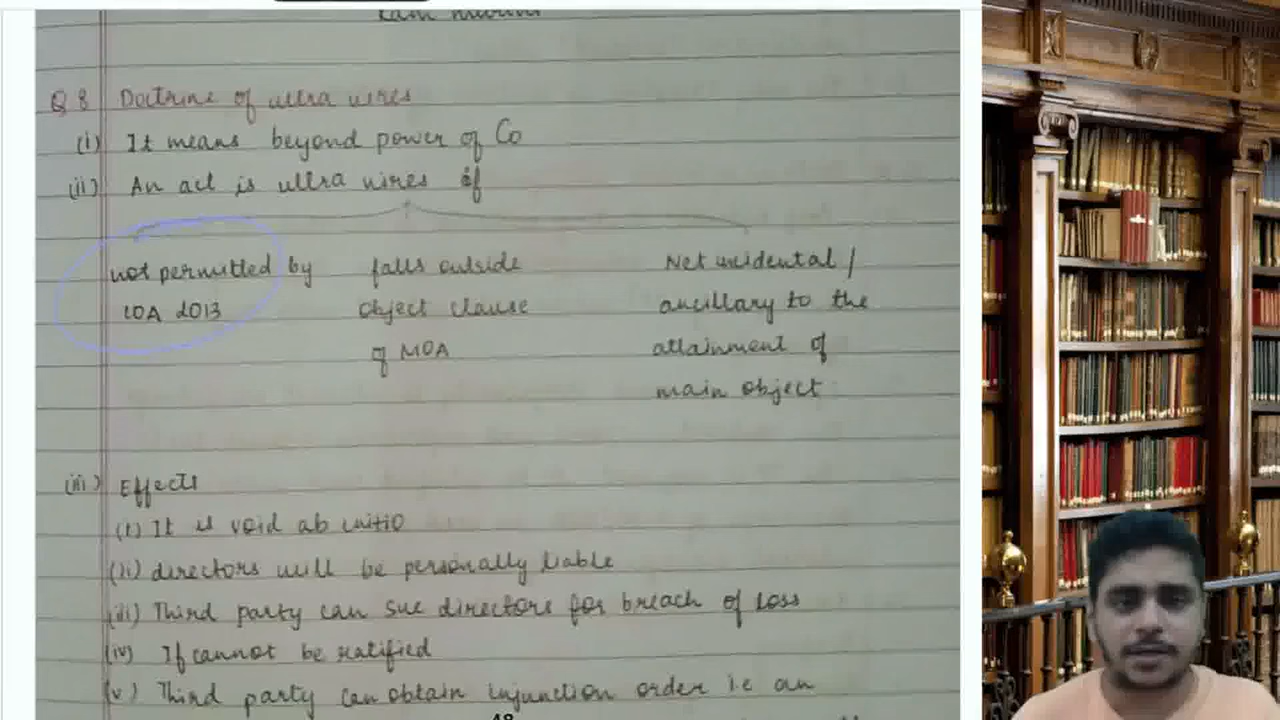 Q 8 Doctrine of ultra vires
(i) It means beyond power of Co
(ii) An act is ultra vires if
not permitted by falls outside Not incidental /
COA 2013 object clause ancillary to the
of MOA attainment of
main object
(iii) Effects
(i) It is void ab initio
(ii) directors will be personally liable
(iii) Third party can sue directors for breach of loss
(iv) If cannot be ratified
(v) Third party can obtain injunction order i.e an
48